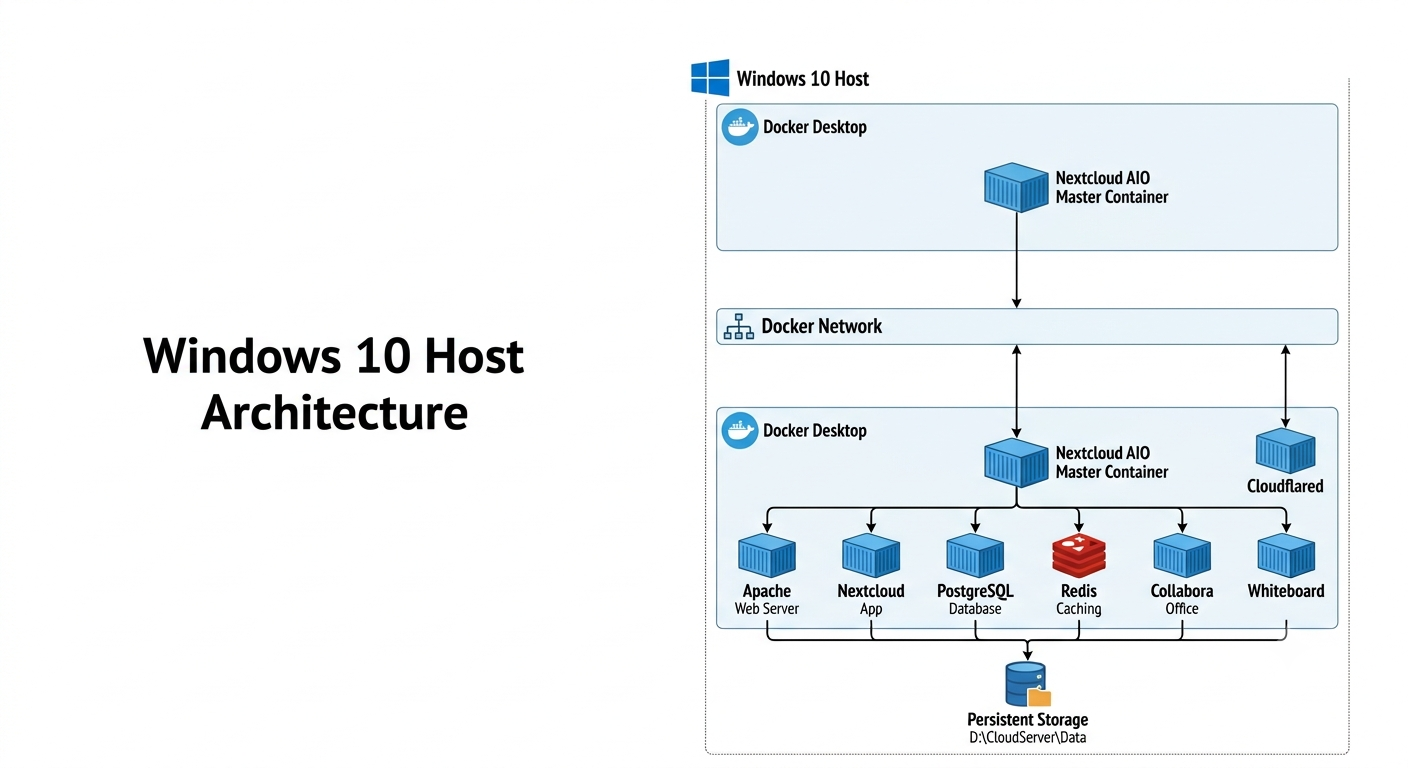 Windows 10 Host
Architecture
Windows 10 Host
Docker Desktop
Nextcloud AIO
Master Container
Docker Network
Docker Desktop
Nextcloud AIO
Master Container
Cloudflared
Apache
Web Server
Nextcloud
App
PostgreSQL
Database
Redis
Caching
Collabora
Office
Whiteboard
Persistent Storage
D:\CloudServer\Data